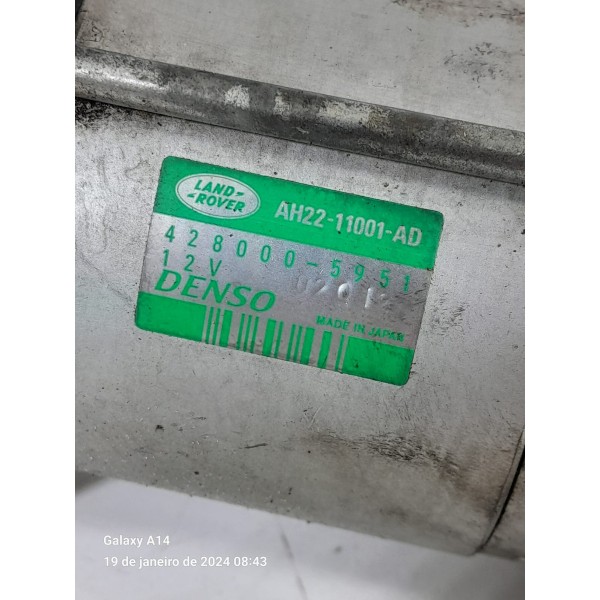 LAND-
-ROVER
AH22-11001-AD
428000-5951
12V
DENSO
MADE IN JAPAN
Galaxy A14
19 de janeiro de 2024 08:43